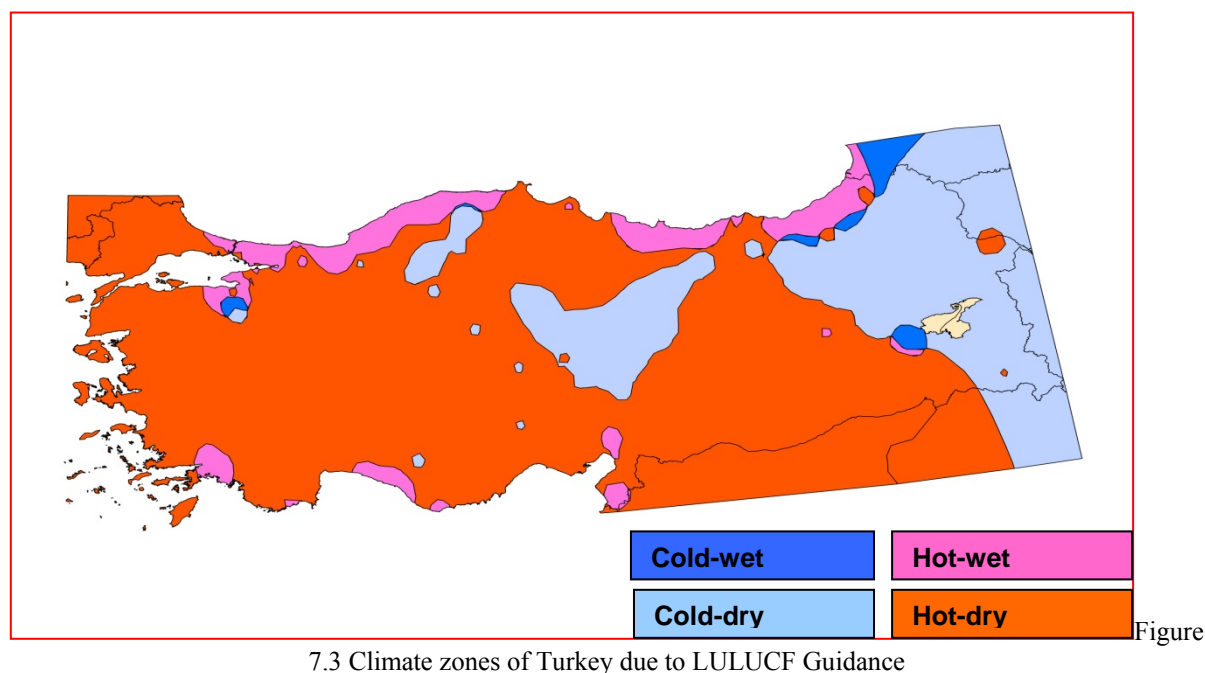 Cold-wet Hot-wet
Cold-dry Hot-dry
Figure
7.3 Climate zones of Turkey due to LULUCF Guidance